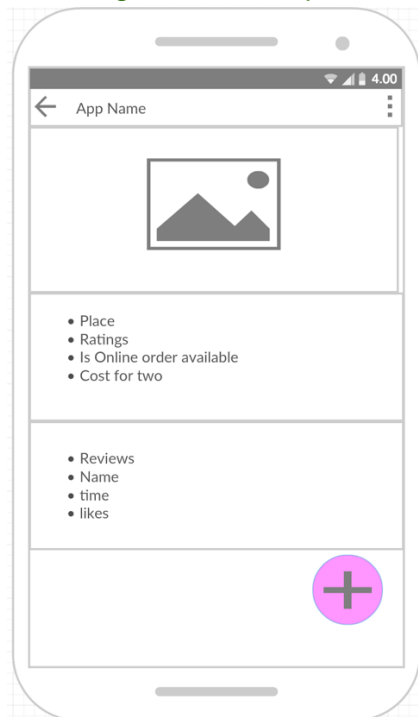 4.00
App Name
• Place
• Ratings
• Is Online order available
• Cost for two
• Reviews
• Name
• time
• likes